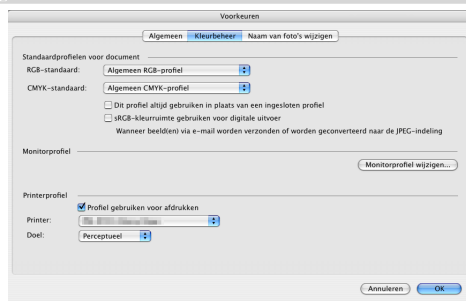 Voorkeuren
Algemeen Kleurbeheer Naam van foto's wijzigen
Standaardprofielen voor document
RGB-standaard: Algemeen RGB-profiel
CMYK-standaard: Algemeen CMYK-profiel
Dit profiel altijd gebruiken in plaats van een ingesloten profiel
sRGB-kleurruimte gebruiken voor digitale uitvoer
Wanneer beeld(en) via e-mail worden verzonden of worden geconverteerd naar de JPEG-indeling
Monitorprofiel
Monitorprofiel wijzigen...
Printerprofiel
Profiel gebruiken voor afdrukken
Printer:
Doel: Perceptueel
Annuleren OK